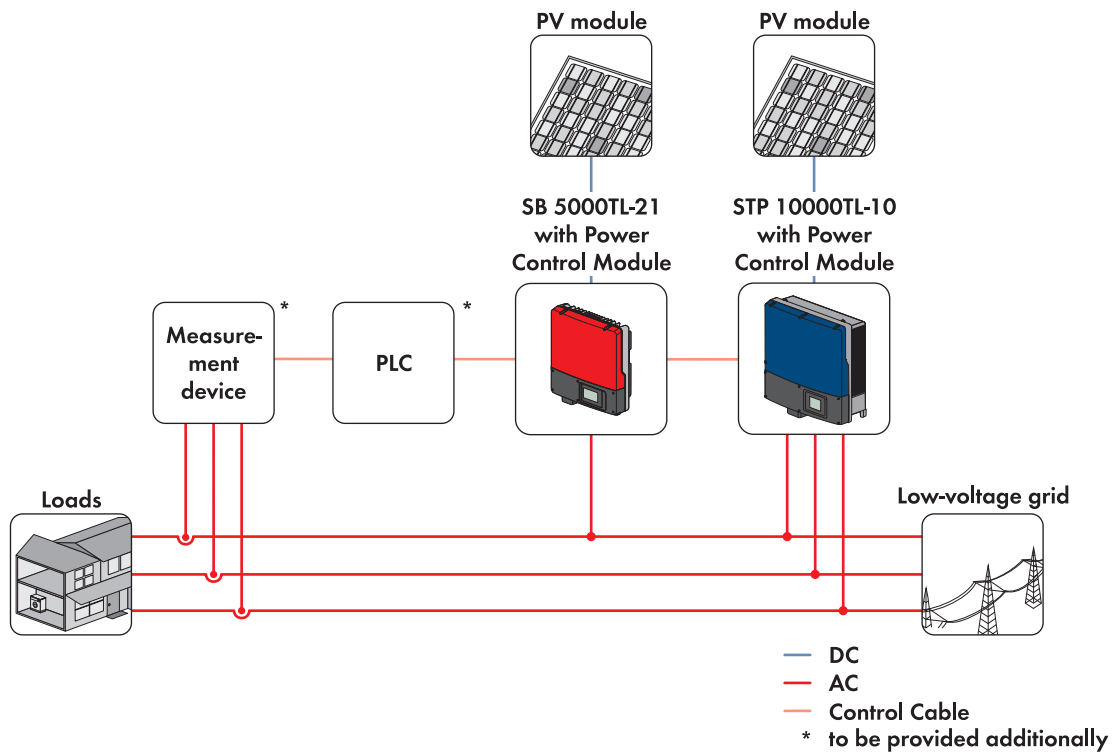 PV module
PV module
SB 5000TL-21
with Power
Control Module
STP 10000TL-10
with Power
Control Module
*
*
Measure-
ment
device
PLC
Loads
Low-voltage grid
DC
AC
Control Cable
* to be provided additionally